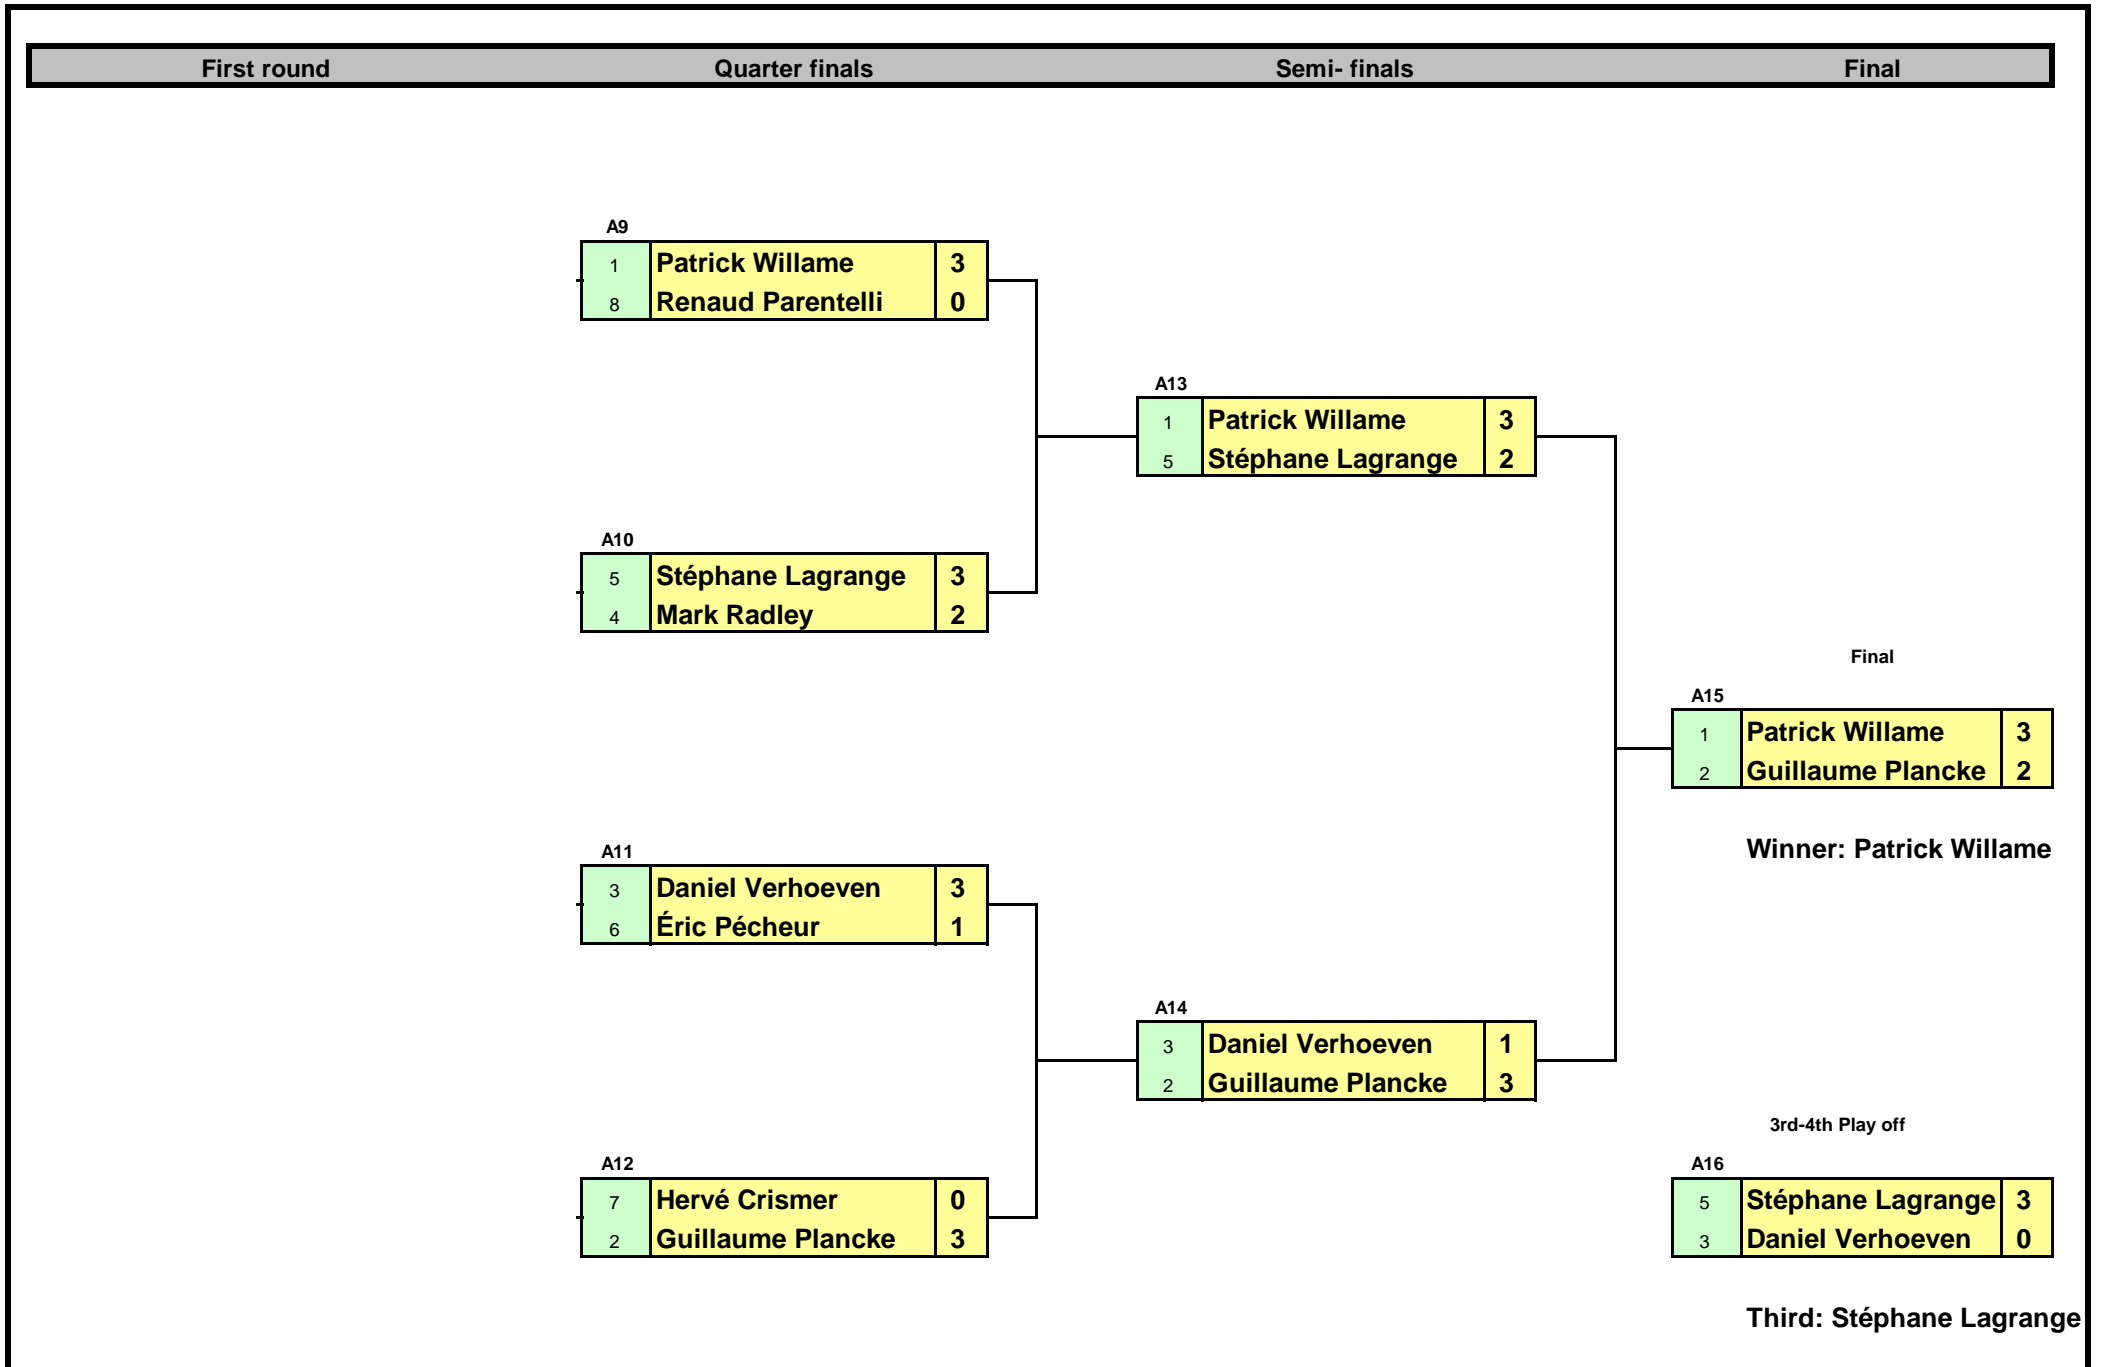 First round Quarter finals Semi- finals Final
A9
1 Patrick Willame 3
8 Renaud Parentelli 0
A13
1 Patrick Willame 3
5 Stéphane Lagrange 2
A10
5 Stéphane Lagrange 3
4 Mark Radley 2
Final
A15
1 Patrick Willame 3
2 Guillaume Plancke 2
Winner: Patrick Willame
A11
3 Daniel Verhoeven 3
6 Éric Pécheur 1
A14
3 Daniel Verhoeven 1
2 Guillaume Plancke 3
3rd-4th Play off
A12
7 Hervé Crismer 0
2 Guillaume Plancke 3
A16
5 Stéphane Lagrange 3
3 Daniel Verhoeven 0
Third: Stéphane Lagrange